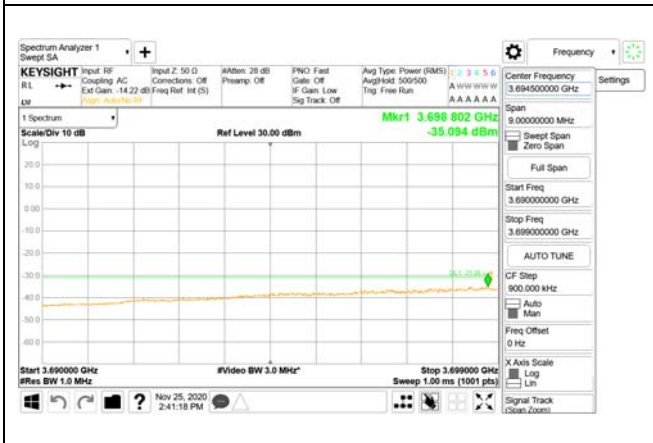 Spectrum Analyzer 1
Swept SA
Frequency
Settings
KEYSIGHT
RL
Input: RF
Coupling: AC
Ext Gain: -14.22 dB
Align: Auto/No RF
Input Z: 50 Ω
Corrections: Off
Freq Ref: Int (S)
#Atten: 28 dB
Preamp: Off
PNO: Fast
Gate: Off
IF Gain: Low
Sig Track: Off
Avg Type: Power (RMS)
Avg|Hold: 500/500
Trig: Free Run
1 2 3 4 5 6
A W W W W W
A A A A A A
1 Spectrum
Scale/Div 10 dB
Ref Level 30.00 dBm
Mkr1 3.698 802 GHz
-35.094 dBm
Log
20.0
10.0
0.00
-10.0
-20.0
-30.0
-40.0
-50.0
-60.0
Start 3.690000 GHz
#Res BW 1.0 MHz
#Video BW 3.0 MHz*
Stop 3.699000 GHz
Sweep 1.00 ms (1001 pts)
Nov 25, 2020
2:41:18 PM
Center Frequency
3.694500000 GHz
Span
9.00000000 MHz
Swept Span
Zero Span
Full Span
Start Freq
3.690000000 GHz
Stop Freq
3.699000000 GHz
AUTO TUNE
CF Step
900.000 kHz
Auto
Man
Freq Offset
0 Hz
X Axis Scale
Log
Lin
Signal Track
(Span Zoom)